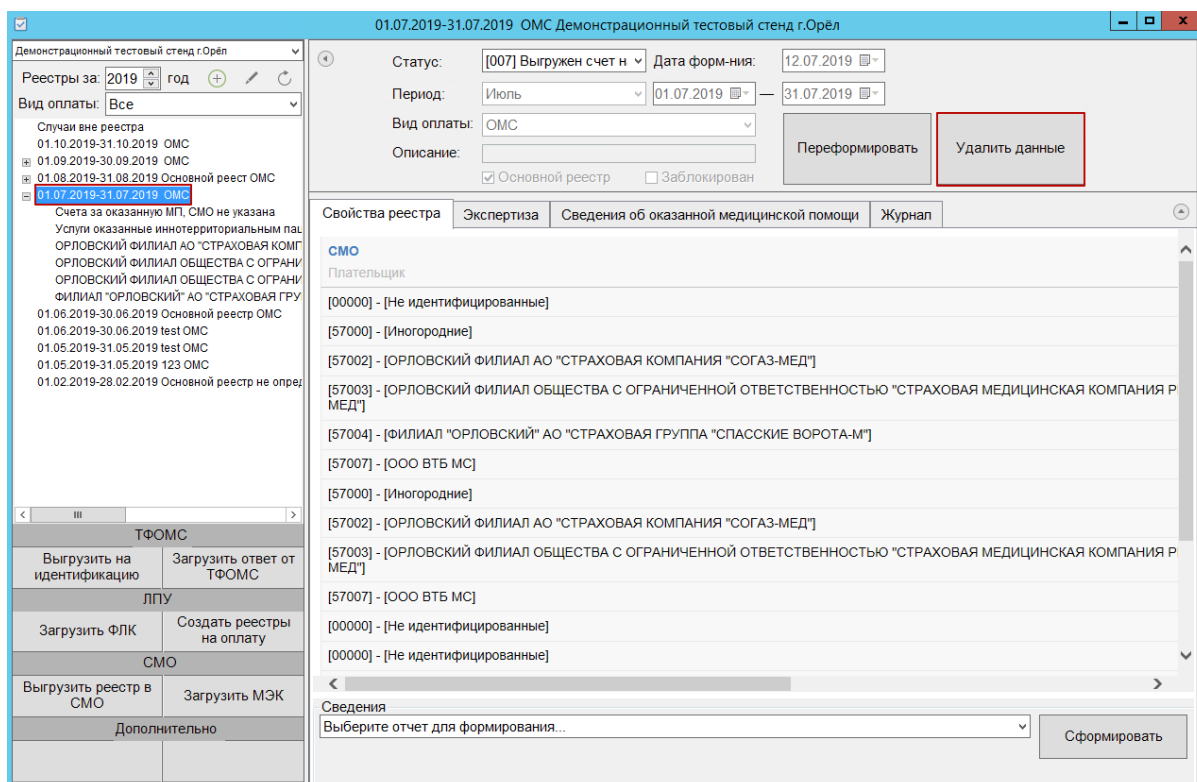 01.07.2019-31.07.2019 ОМС Демонстрационный тестовый стенд г.Орёл
Демонстрационный тестовый стенд г.Орёл
Реестры за: 2019 год
Вид оплаты: Все
Случаи вне реестра
01.10.2019-31.10.2019 ОМС
01.09.2019-30.09.2019 ОМС
01.08.2019-31.08.2019 Основной реест ОМС
01.07.2019-31.07.2019 ОМС
Счета за оказанную МП, СМО не указана
Услуги оказанные иннотерриториальным пац
ОРЛОВСКИЙ ФИЛИАЛ АО "СТРАХОВАЯ КОМП
ОРЛОВСКИЙ ФИЛИАЛ ОБЩЕСТВА С ОГРАНИ
ОРЛОВСКИЙ ФИЛИАЛ ОБЩЕСТВА С ОГРАНИ
ФИЛИАЛ "ОРЛОВСКИЙ" АО "СТРАХОВАЯ ГРУ
01.06.2019-30.06.2019 Основной реестр ОМС
01.06.2019-30.06.2019 test ОМС
01.05.2019-31.05.2019 test ОМС
01.05.2019-31.05.2019 123 ОМС
01.02.2019-28.02.2019 Основной реестр не опред
ТФОМС
Выгрузить на идентификацию
Загрузить ответ от ТФОМС
ЛПУ
Загрузить ФЛК
Создать реестры на оплату
СМО
Выгрузить реестр в СМО
Загрузить МЭК
Дополнительно
Статус: [007] Выгружен счет н Дата форм-ния: 12.07.2019
Период: Июль 01.07.2019 — 31.07.2019
Вид оплаты: ОМС
Описание:
Основной реестр Заблокирован
Переформировать
Удалить данные
Свойства реестра Экспертиза Сведения об оказанной медицинской помощи Журнал
СМО
Плательщик
[00000] - [Не идентифицированные]
[57000] - [Иногородние]
[57002] - [ОРЛОВСКИЙ ФИЛИАЛ АО "СТРАХОВАЯ КОМПАНИЯ "СОГАЗ-МЕД"]
[57003] - [ОРЛОВСКИЙ ФИЛИАЛ ОБЩЕСТВА С ОГРАНИЧЕННОЙ ОТВЕТСТВЕННОСТЬЮ "СТРАХОВАЯ МЕДИЦИНСКАЯ КОМПАНИЯ Р
МЕД"]
[57004] - [ФИЛИАЛ "ОРЛОВСКИЙ" АО "СТРАХОВАЯ ГРУППА "СПАССКИЕ ВОРОТА-М"]
[57007] - [ООО ВТБ МС]
[57000] - [Иногородние]
[57002] - [ОРЛОВСКИЙ ФИЛИАЛ АО "СТРАХОВАЯ КОМПАНИЯ "СОГАЗ-МЕД"]
[57003] - [ОРЛОВСКИЙ ФИЛИАЛ ОБЩЕСТВА С ОГРАНИЧЕННОЙ ОТВЕТСТВЕННОСТЬЮ "СТРАХОВАЯ МЕДИЦИНСКАЯ КОМПАНИЯ Р
МЕД"]
[57007] - [ООО ВТБ МС]
[00000] - [Не идентифицированные]
[00000] - [Не идентифицированные]
Сведения
Выберите отчет для формирования...
Сформировать